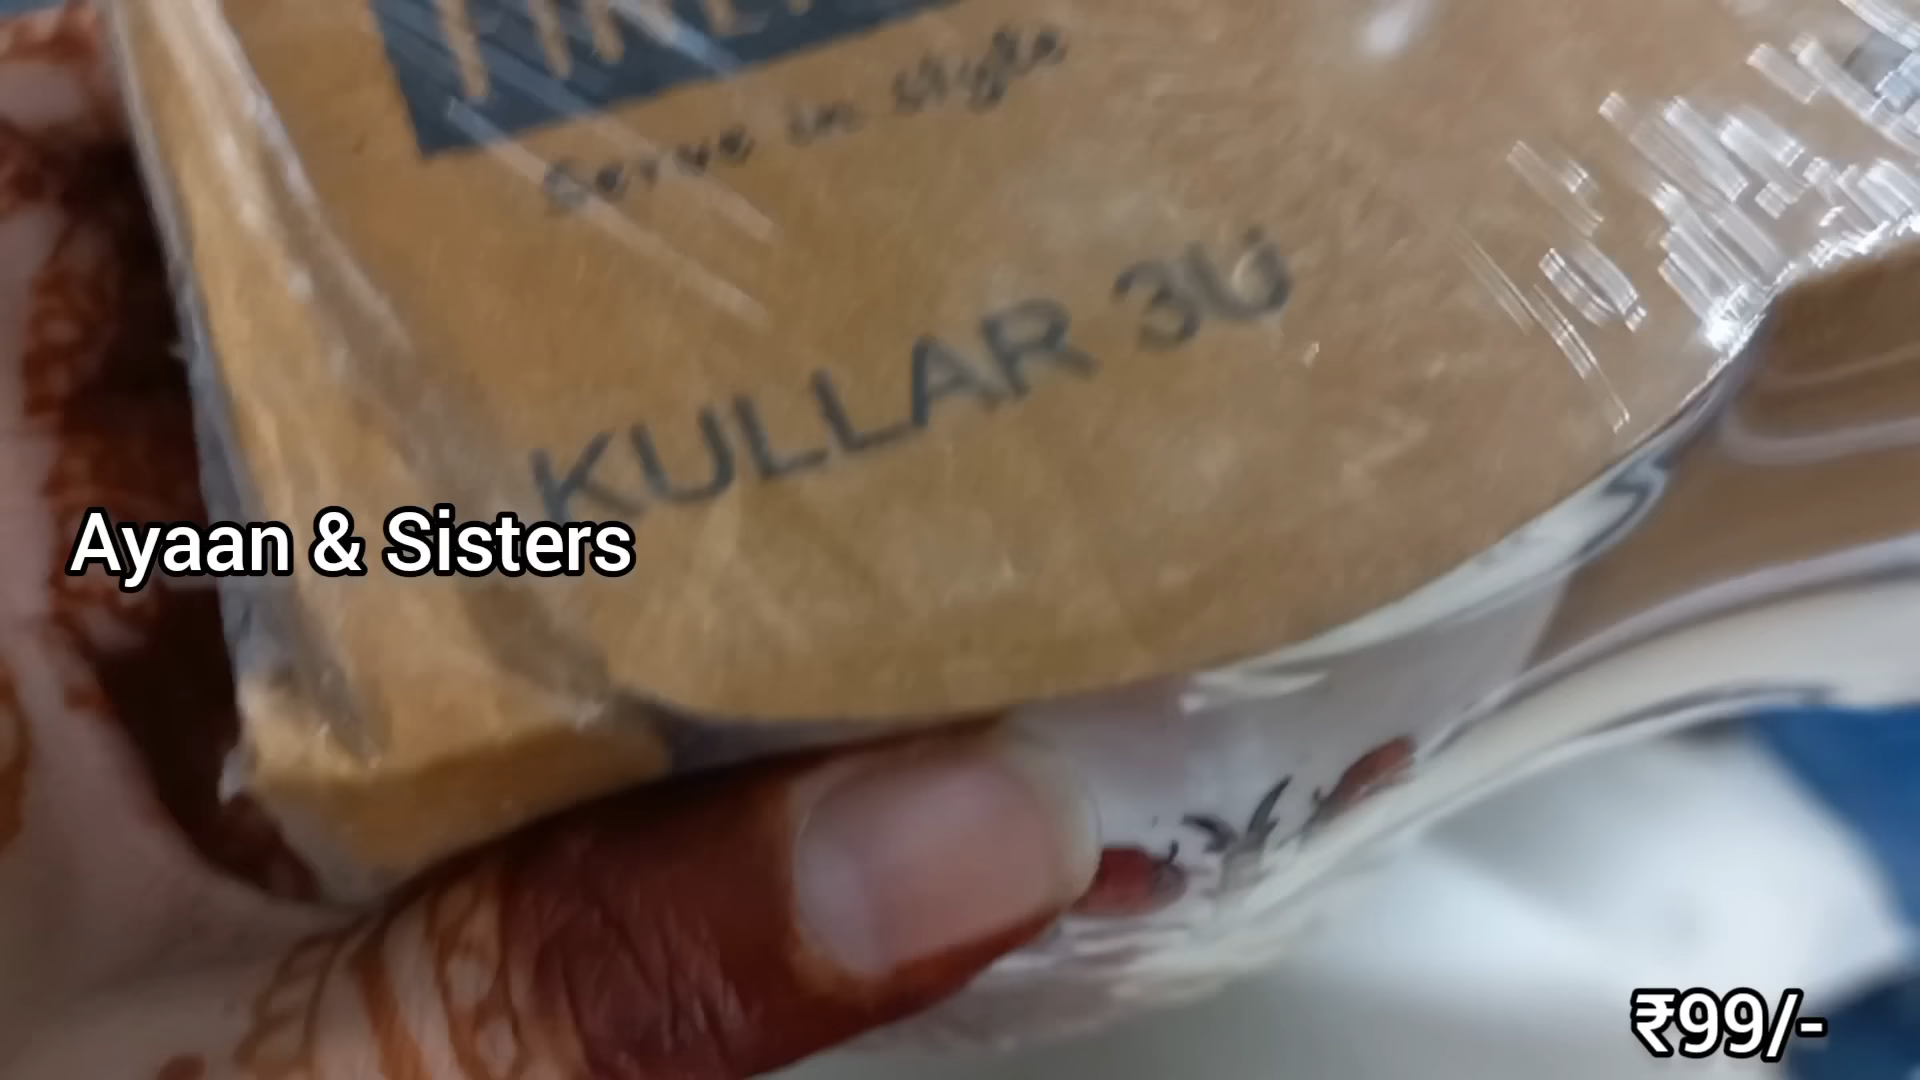 Serve in style
KULLAR 3U
Ayaan & Sisters
₹99/-